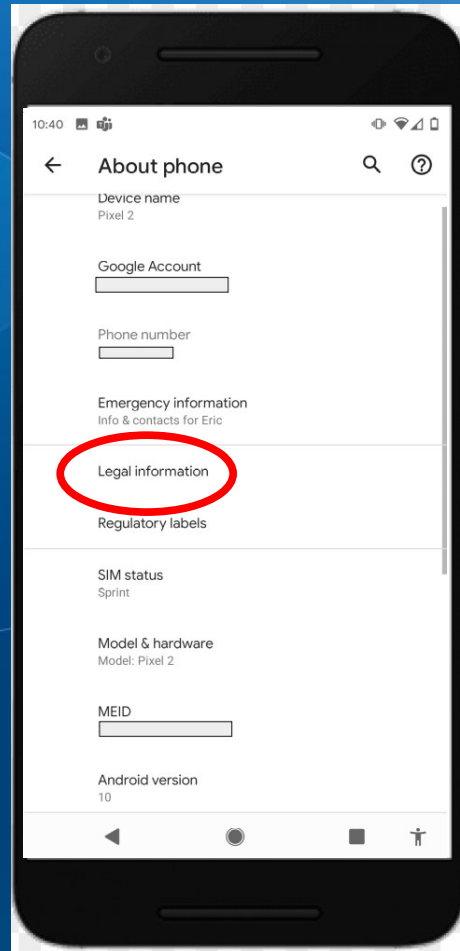 10:40
About phone
Device name
Pixel 2
Google Account
Phone number
Emergency information
Info & contacts for Eric
Legal information
Regulatory labels
SIM status
Sprint
Model & hardware
Model: Pixel 2
MEID
Android version
10